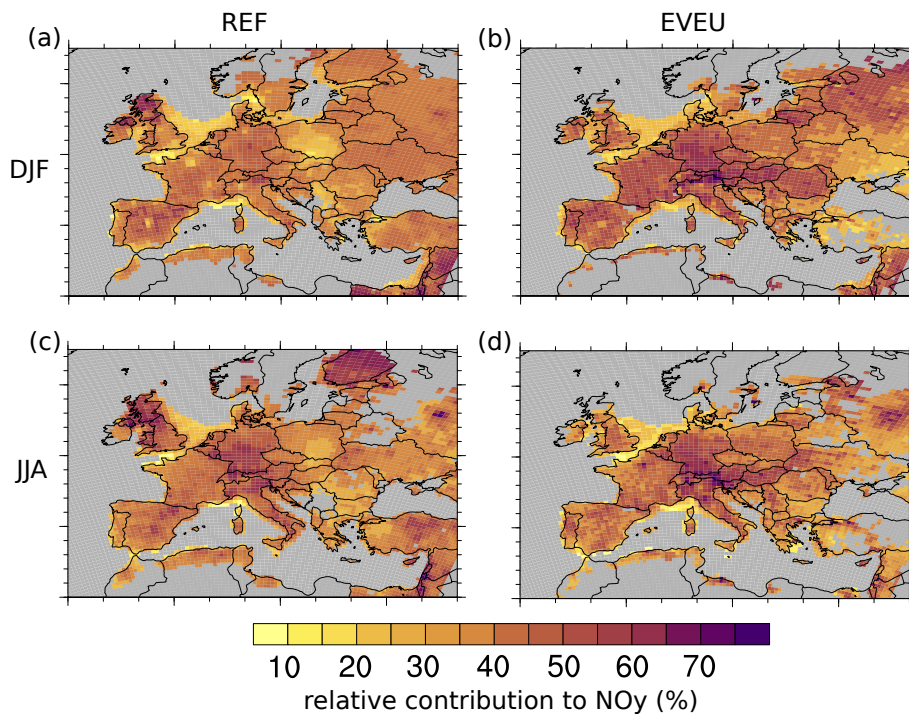 REF EVEU
(a) (b)
DJF
(c) (d)
JJA
10 20 30 40 50 60 70
relative contribution to NOy (%)